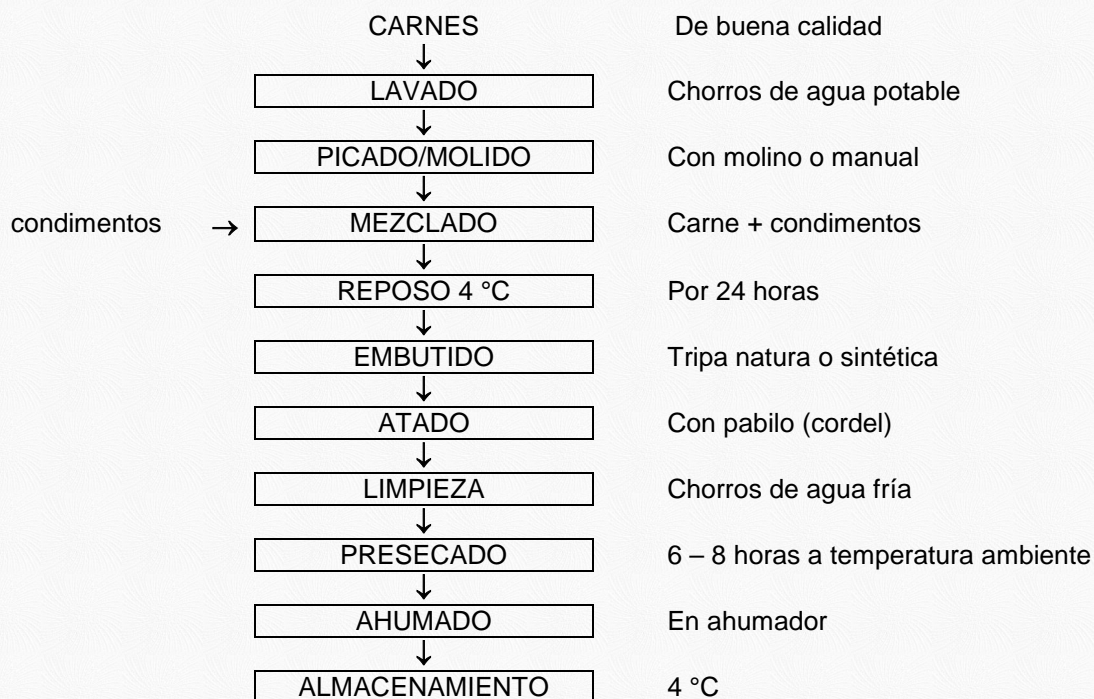 CARNES De buena calidad
↓
LAVADO Chorros de agua potable
↓
PICADO/MOLIDO Con molino o manual
↓
condimentos → MEZCLADO Carne + condimentos
↓
REPOSO 4 °C Por 24 horas
↓
EMBUTIDO Tripa natura o sintética
↓
ATADO Con pabilo (cordel)
↓
LIMPIEZA Chorros de agua fría
↓
PRESECADO 6 – 8 horas a temperatura ambiente
↓
AHUMADO En ahumador
↓
ALMACENAMIENTO 4 °C